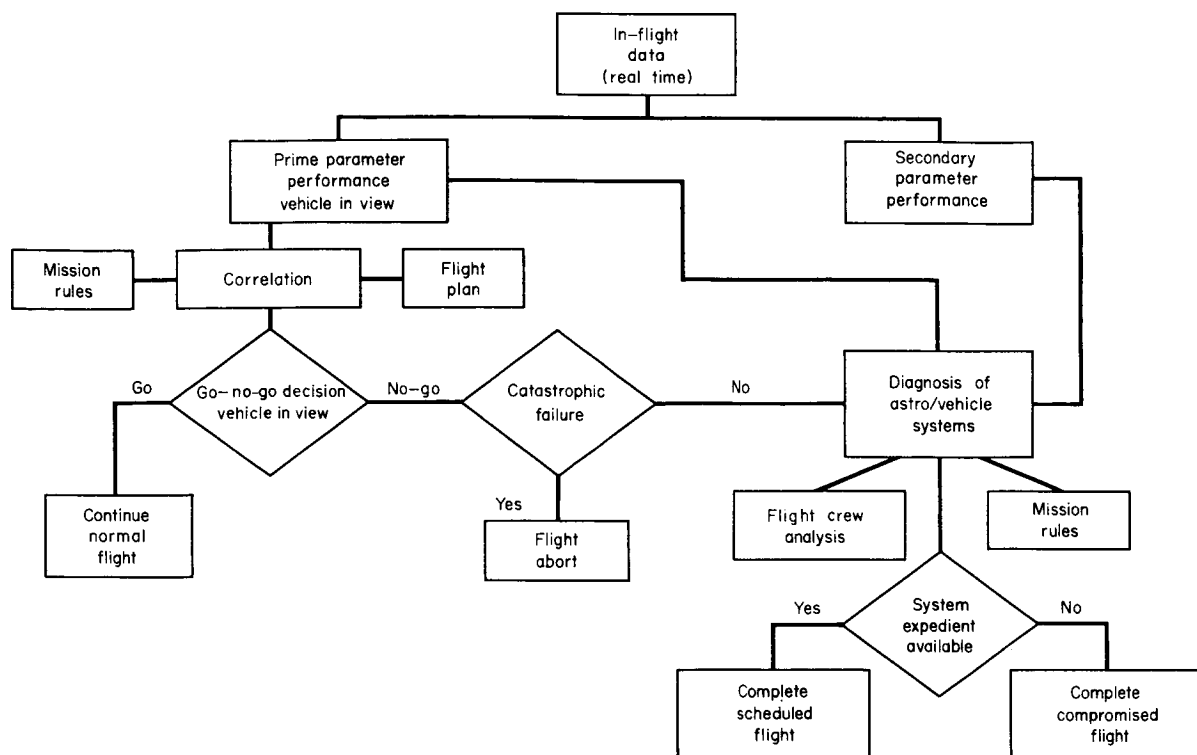 In-flight
data
(real time)
Prime parameter
performance
vehicle in view
Secondary
parameter
performance
Mission
rules
Correlation
Flight
plan
Go
Go–no-go decision
vehicle in view
No-go
Catastrophic
failure
No
Diagnosis of
astro/vehicle
systems
Continue
normal
flight
Yes
Flight
abort
Flight crew
analysis
Mission
rules
Yes
System
expedient
available
No
Complete
scheduled
flight
Complete
compromised
flight